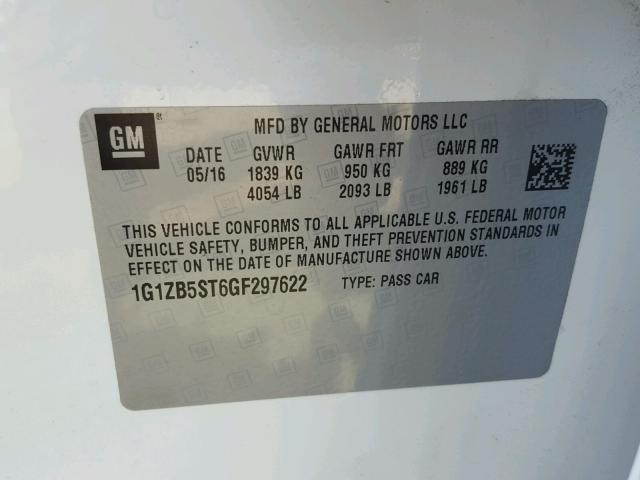 GM
MFD BY GENERAL MOTORS LLC
DATE GVWR GAWR FRT GAWR RR
05/16 1839 KG 950 KG 889 KG
4054 LB 2093 LB 1961 LB
THIS VEHICLE CONFORMS TO ALL APPLICABLE U.S. FEDERAL MOTOR
VEHICLE SAFETY, BUMPER, AND THEFT PREVENTION STANDARDS IN
EFFECT ON THE DATE OF MANUFACTURE SHOWN ABOVE.
1G1ZB5ST6GF297622 TYPE: PASS CAR